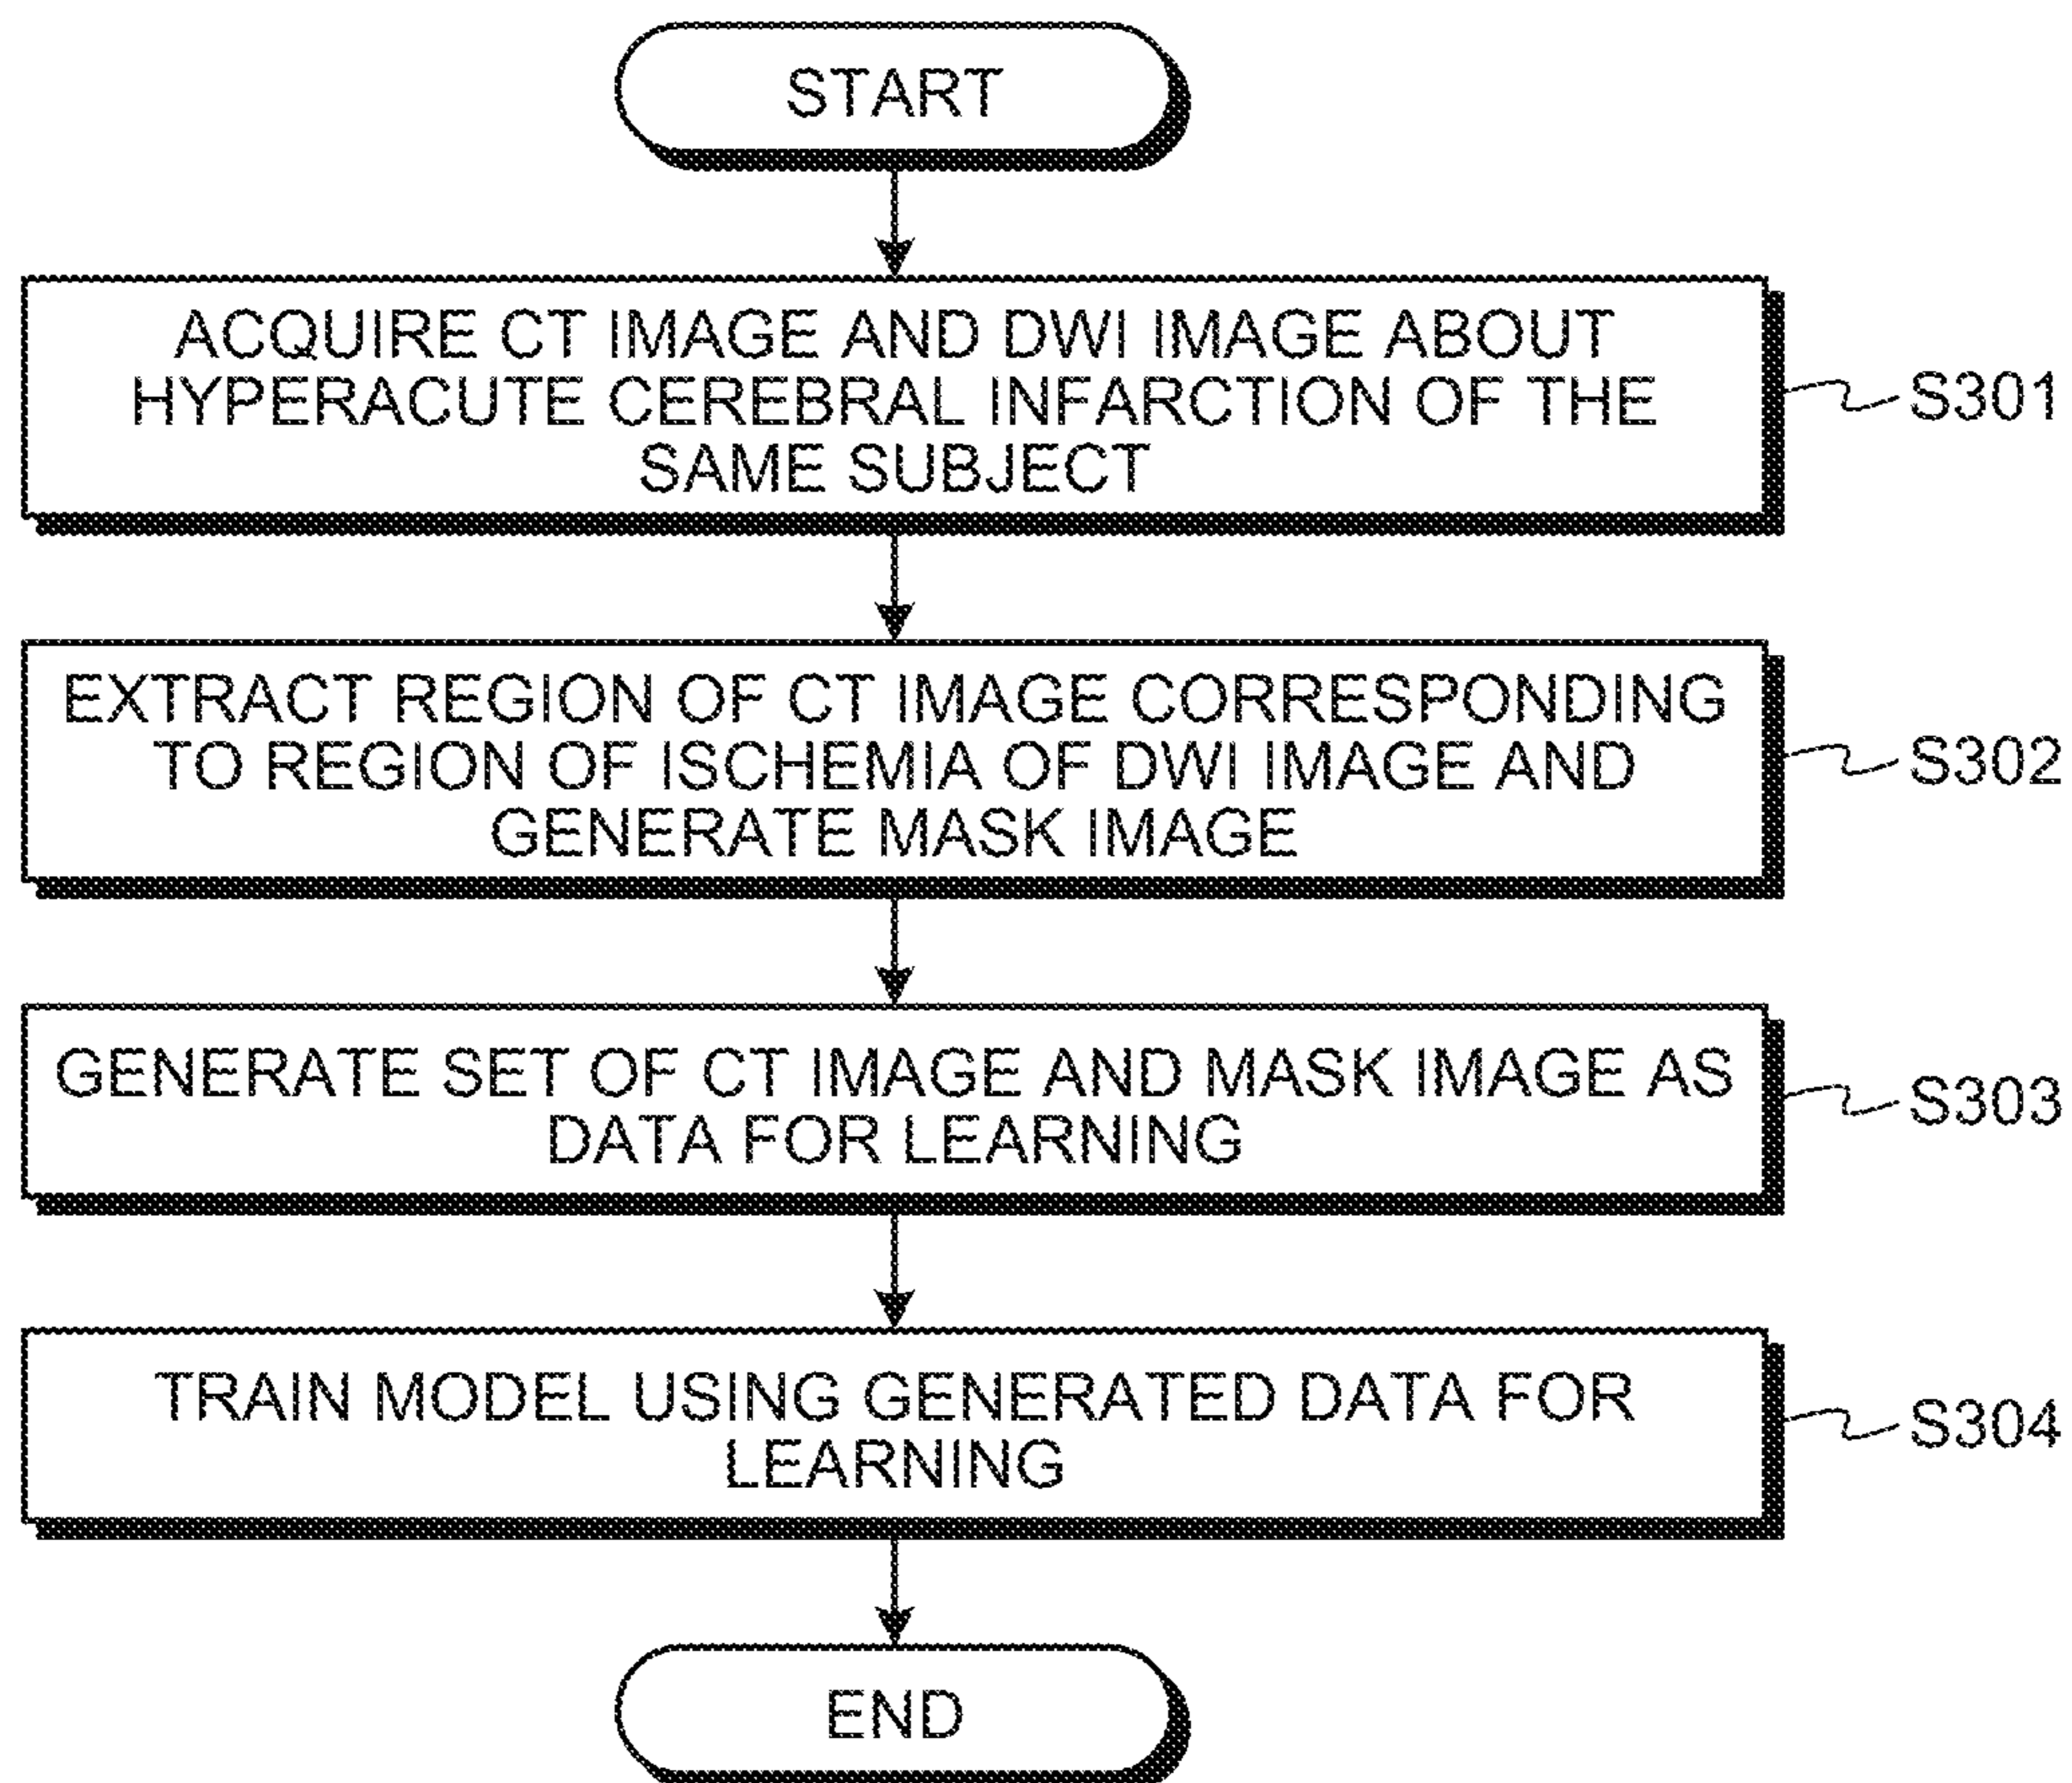 START
ACQUIRE CT IMAGE AND DWI IMAGE ABOUT
HYPERACUTE CEREBRAL INFARCTION OF THE
SAME SUBJECT
S301
EXTRACT REGION OF CT IMAGE CORRESPONDING
TO REGION OF ISCHEMIA OF DWI IMAGE AND
GENERATE MASK IMAGE
S302
GENERATE SET OF CT IMAGE AND MASK IMAGE AS
DATA FOR LEARNING
S303
TRAIN MODEL USING GENERATED DATA FOR
LEARNING
S304
END